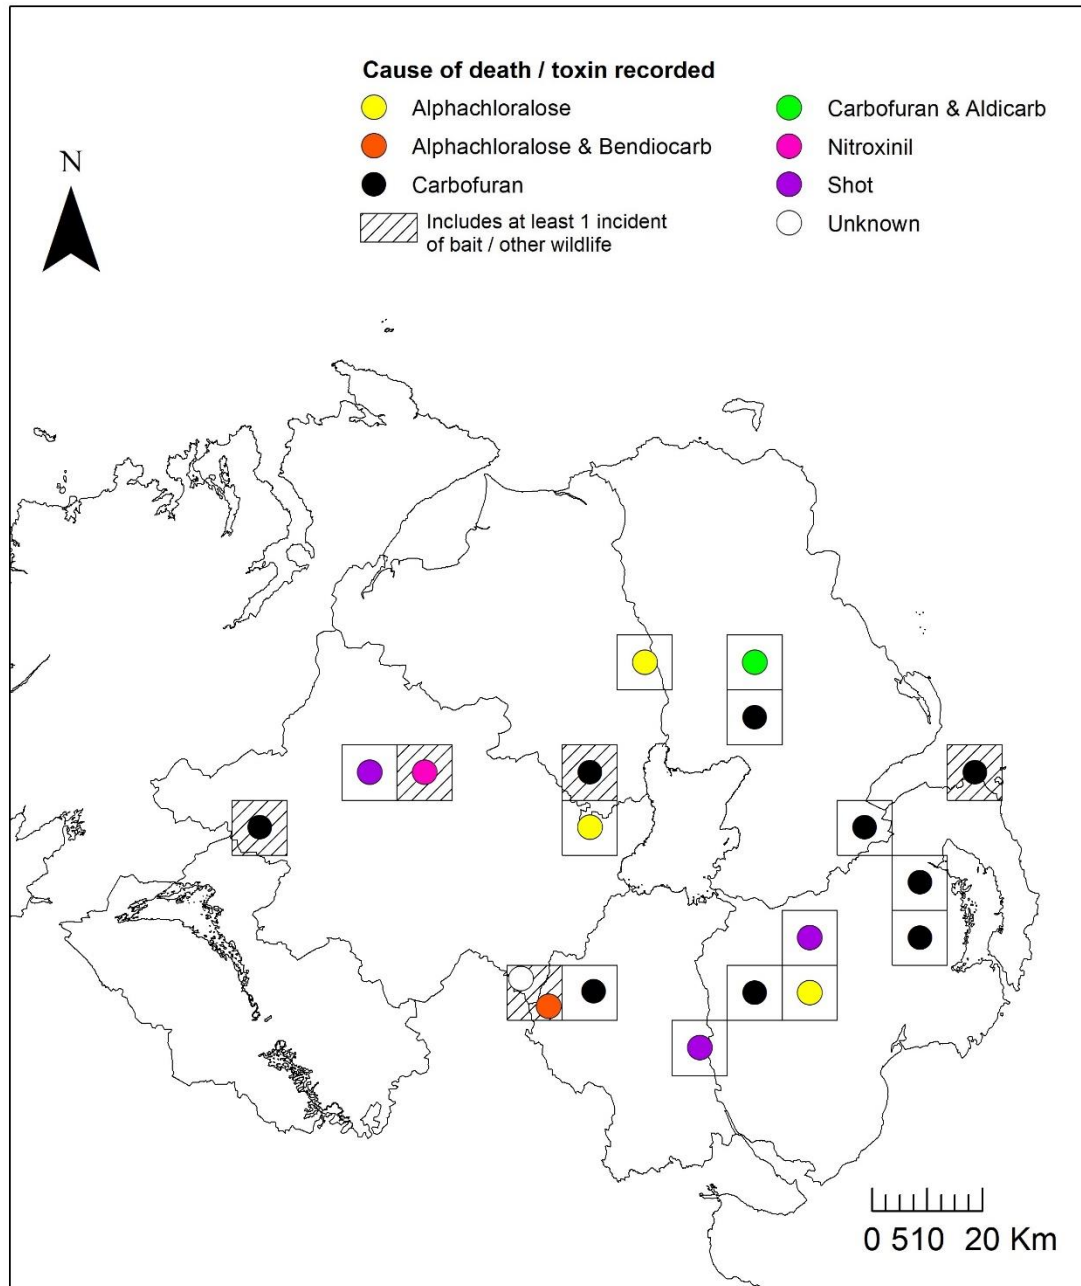 Cause of death / toxin recorded
Alphachloralose
Alphachloralose & Bendiocarb
Carbofuran
Includes at least 1 incident
of bait / other wildlife
Carbofuran & Aldicarb
Nitroxinil
Shot
Unknown
N
0 510 20 Km